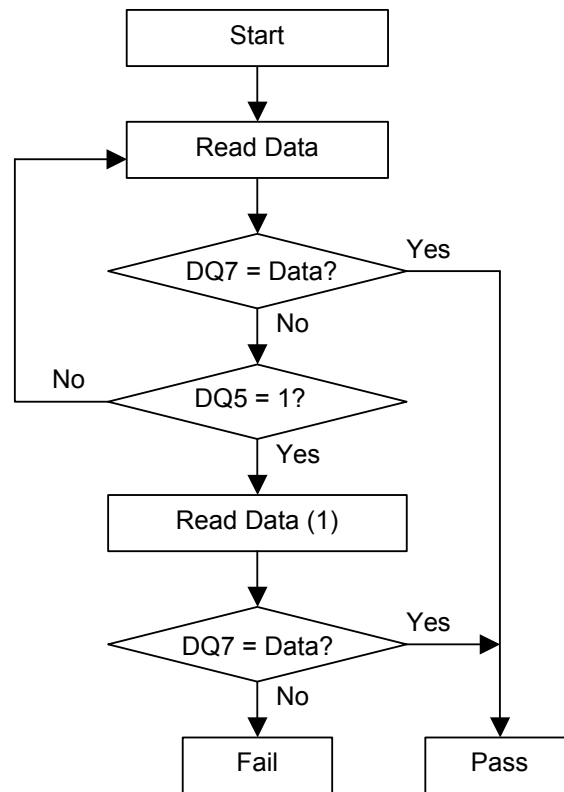 Start
Read Data
Yes
DQ7 = Data?
No
No
DQ5 = 1?
Yes
Read Data (1)
Yes
DQ7 = Data?
No
Fail
Pass